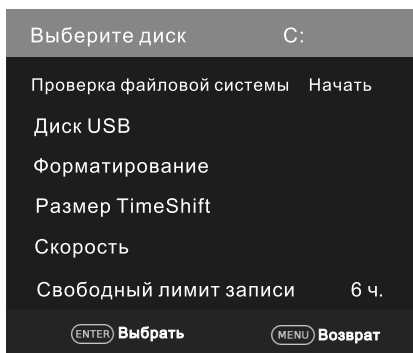 Выберите диск C:
Проверка файловой системы Начать
Диск USB
Форматирование
Размер TimeShift
Скорость
Свободный лимит записи 6 ч.
ENTER Выбрать MENU Возврат